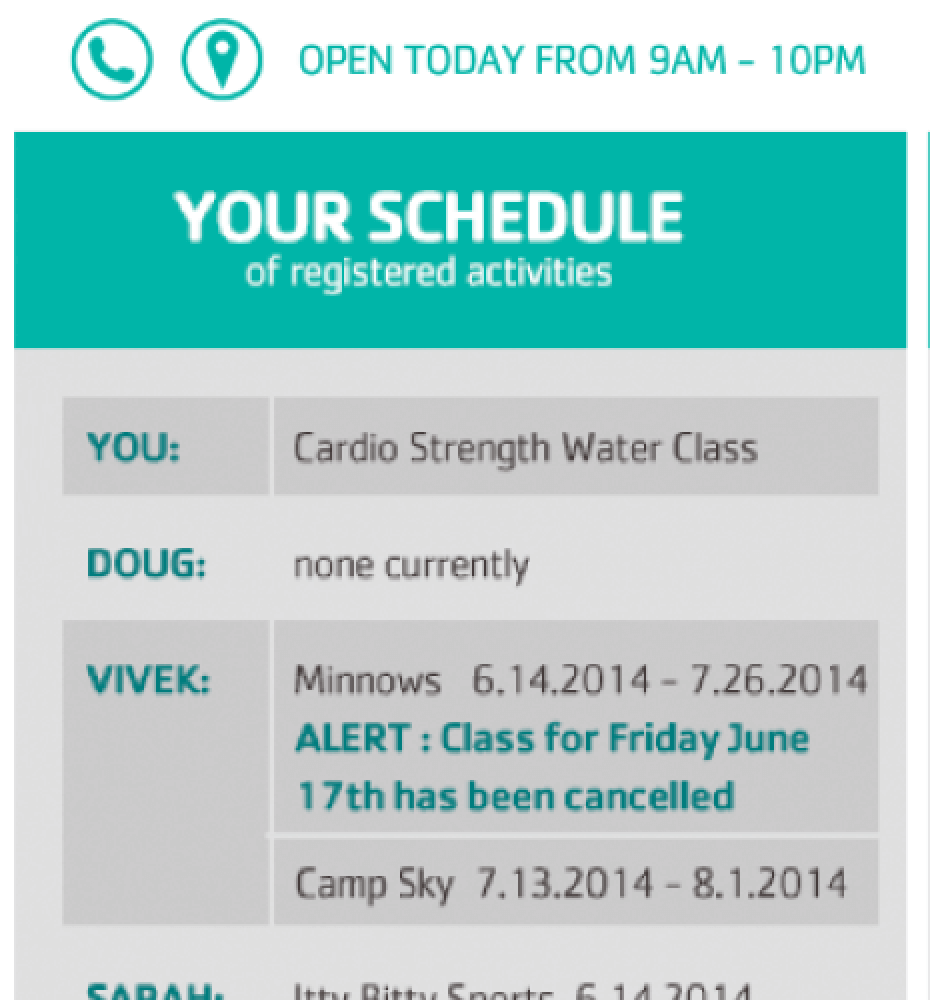 OPEN TODAY FROM 9AM – 10PM
YOUR SCHEDULE
of registered activities
YOU: Cardio Strength Water Class
DOUG: none currently
VIVEK: Minnows 6.14.2014 – 7.26.2014
ALERT : Class for Friday June
17th has been cancelled
Camp Sky 7.13.2014 – 8.1.2014
SARAH: Itty Bitty Sports 6.14.2014